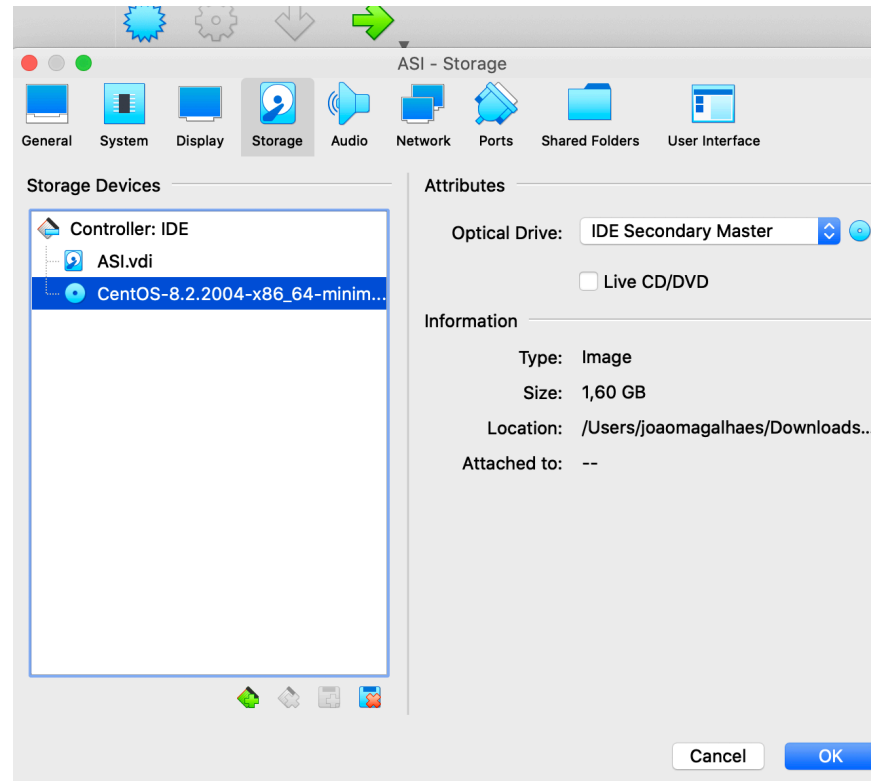 ASI - Storage
General System Display Storage Audio Network Ports Shared Folders User Interface
Storage Devices
Controller: IDE
ASI.vdi
CentOS-8.2.2004-x86_64-minim...
Attributes
Optical Drive: IDE Secondary Master
Live CD/DVD
Information
Type: Image
Size: 1,60 GB
Location: /Users/joaomagalhaes/Downloads...
Attached to: --
Cancel OK